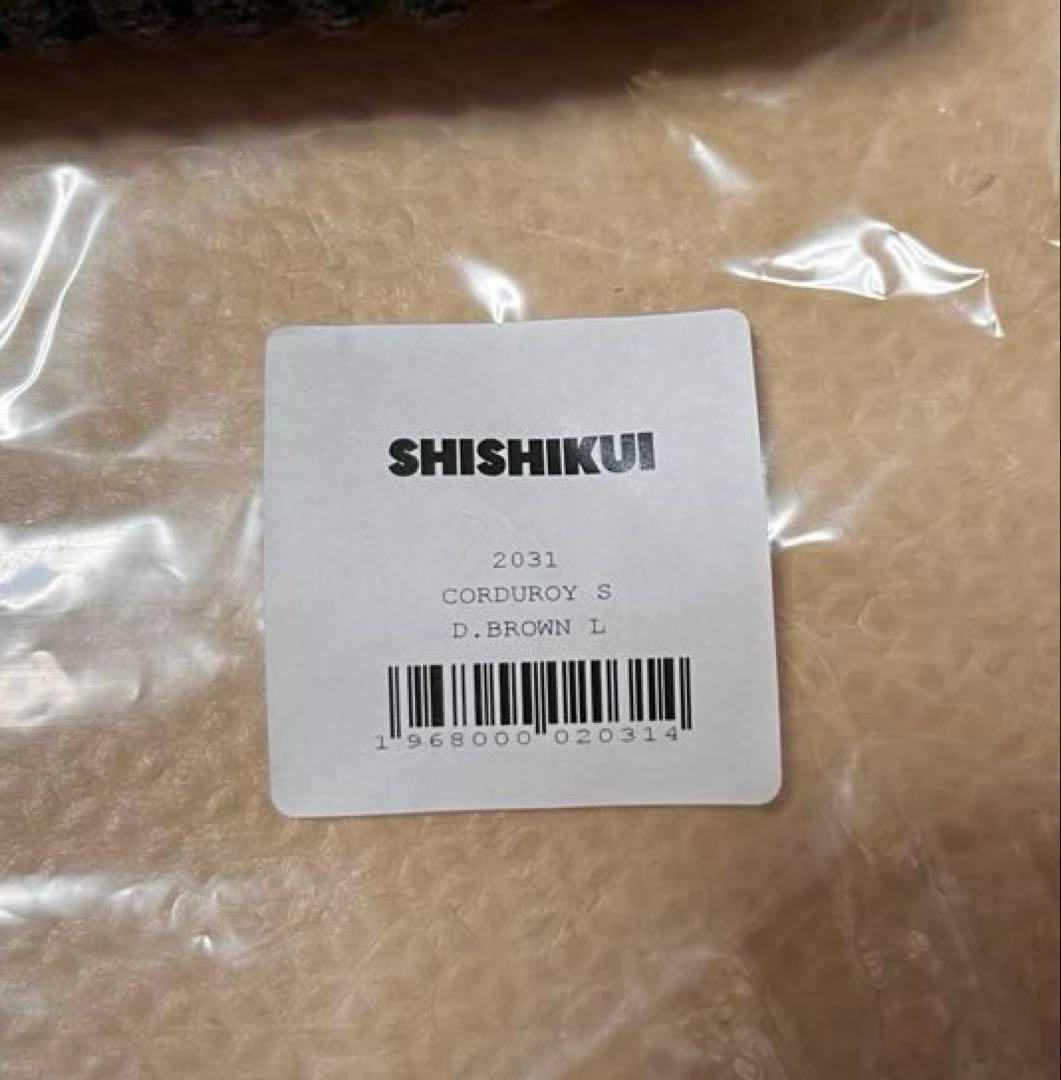 SHISHIKUI
2031
CORDUROY S
D.BROWN L
1 968000 020314